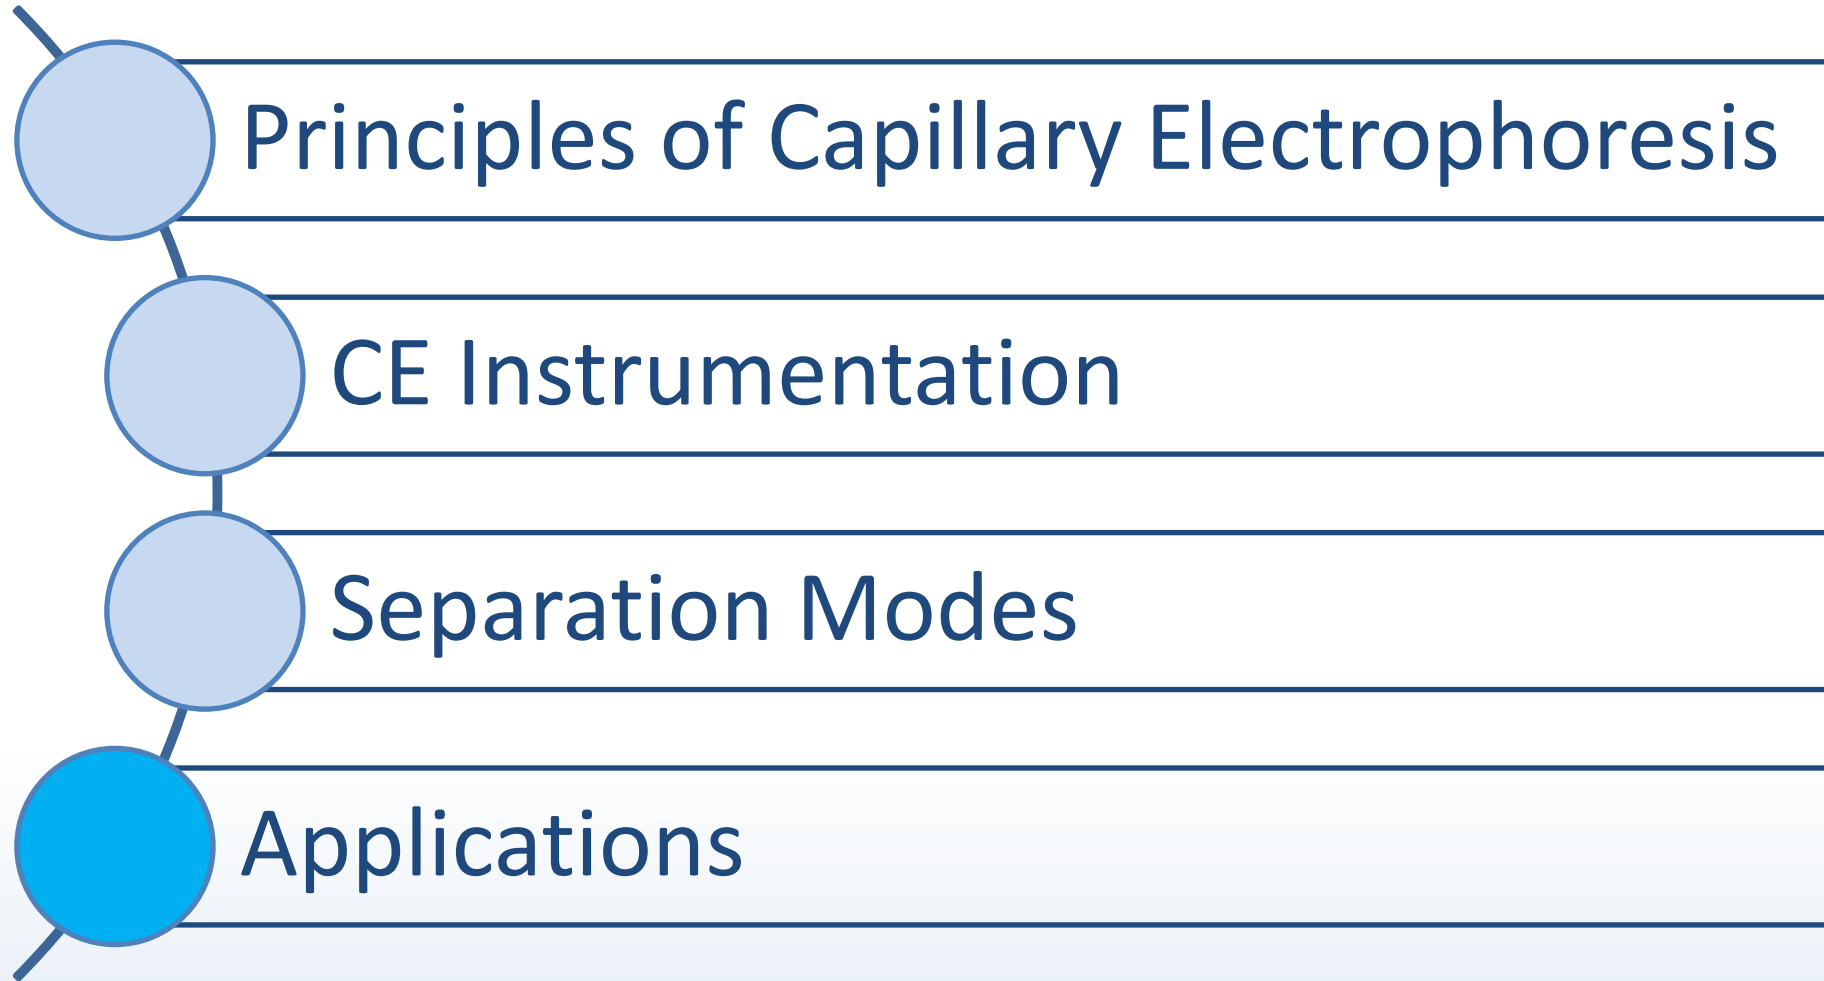 Principles of Capillary Electrophoresis
CE Instrumentation
Separation Modes
Applications